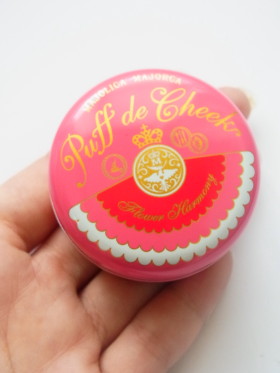 MAJOLICA MAJORCA
Puff de Cheek
Flower Harmony